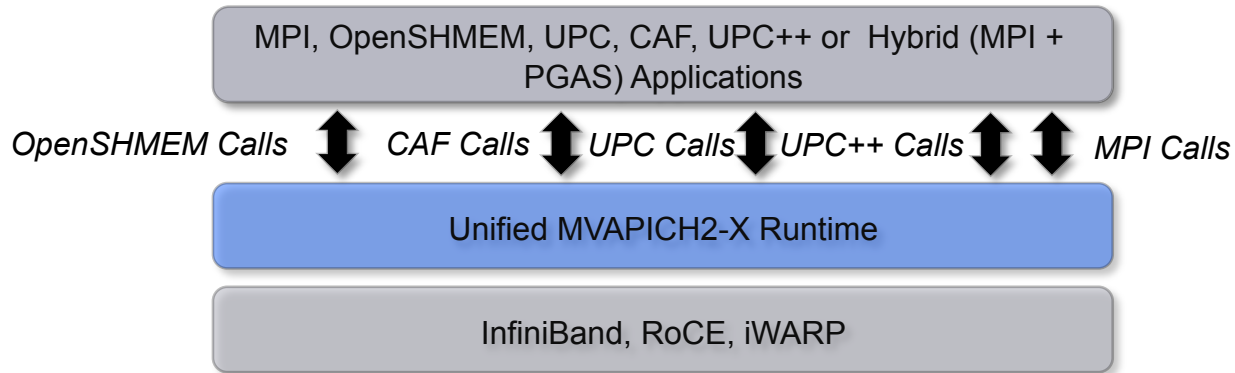 MPI, OpenSHMEM, UPC, CAF, UPC++ or Hybrid (MPI +
PGAS) Applications
OpenSHMEM Calls CAF Calls UPC Calls UPC++ Calls MPI Calls
Unified MVAPICH2-X Runtime
InfiniBand, RoCE, iWARP